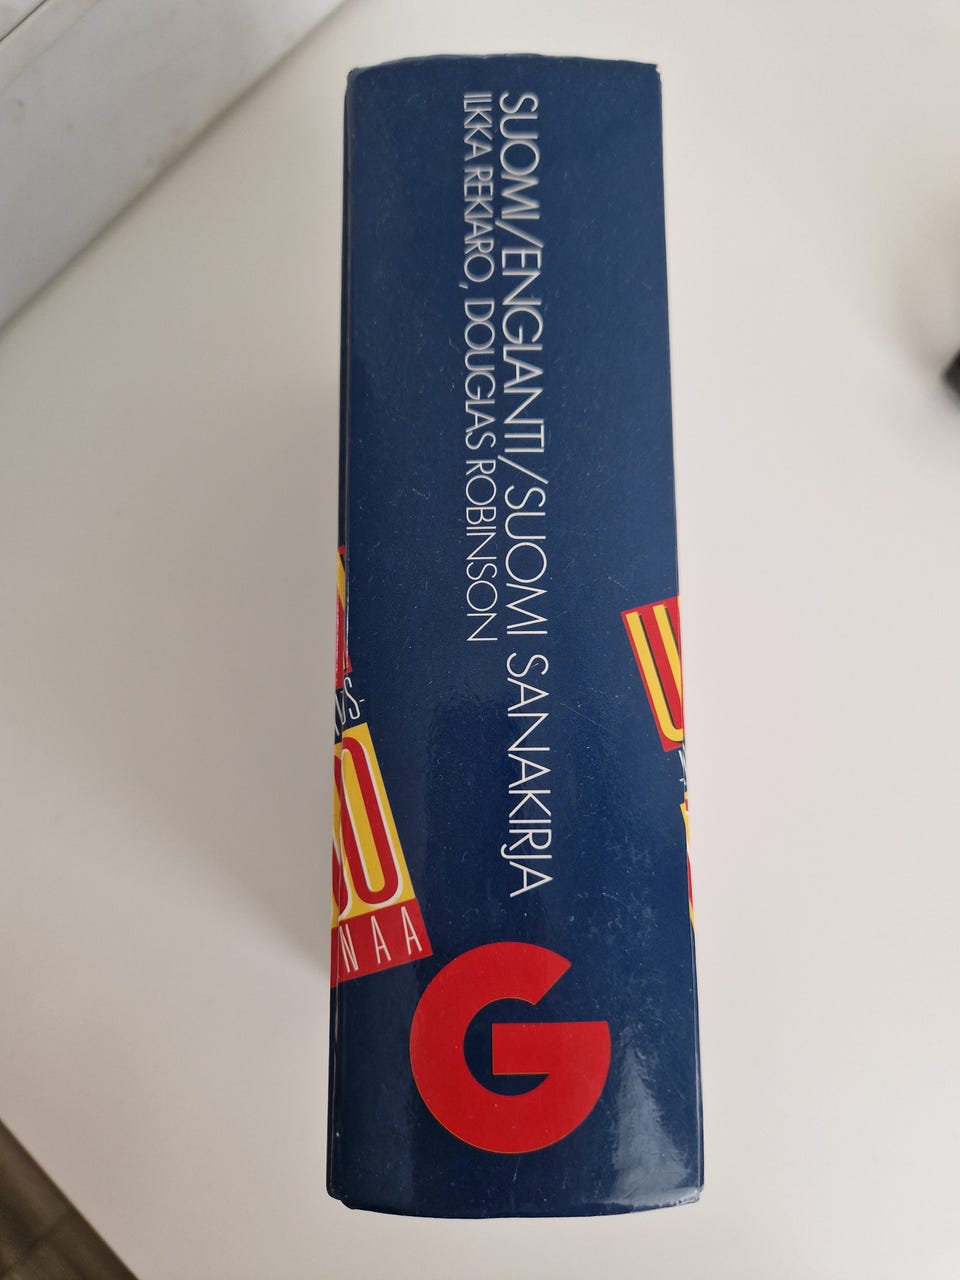 SUOMI/ENGLANTI/SUOMI SANAKIRJA
ILKKA REKIARO, DOUGLAS ROBINSON
G